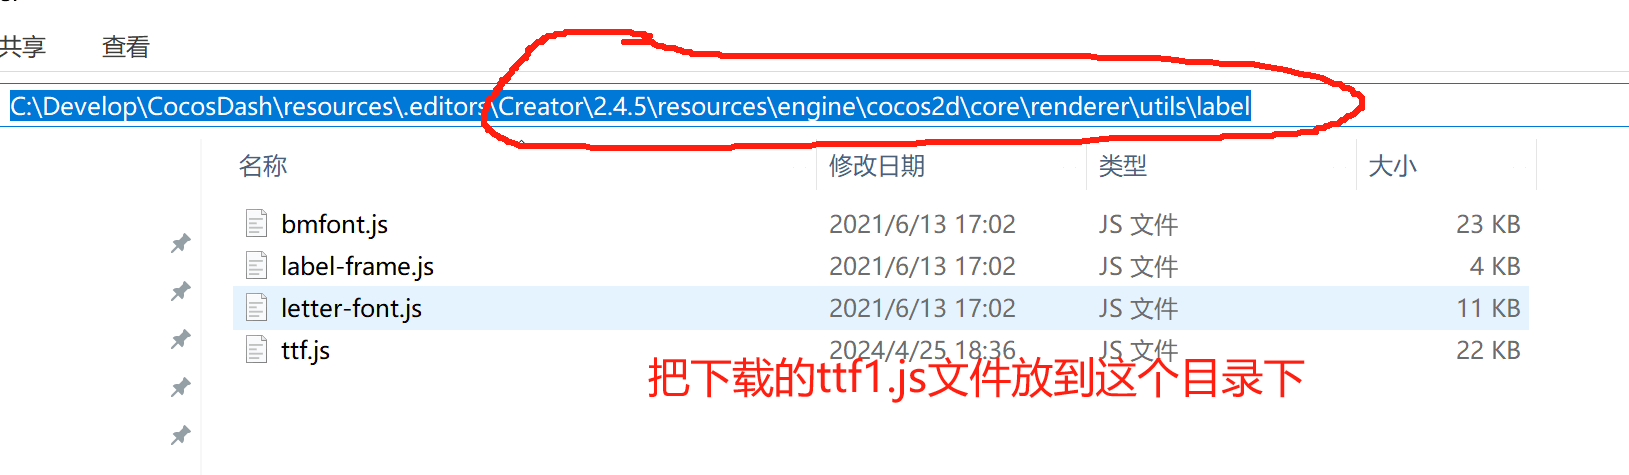 共享 查看
C:\Develop\CocosDash\resources\.editors\Creator\2.4.5\resources\engine\cocos2d\core\renderer\utils\label
名称 修改日期 类型 大小
bmfont.js 2021/6/13 17:02 JS 文件 23 KB
label-frame.js 2021/6/13 17:02 JS 文件 4 KB
letter-font.js 2021/6/13 17:02 JS 文件 11 KB
ttf.js 2024/4/25 18:36 JS 文件 22 KB
把下载的ttf1.js文件放到这个目录下